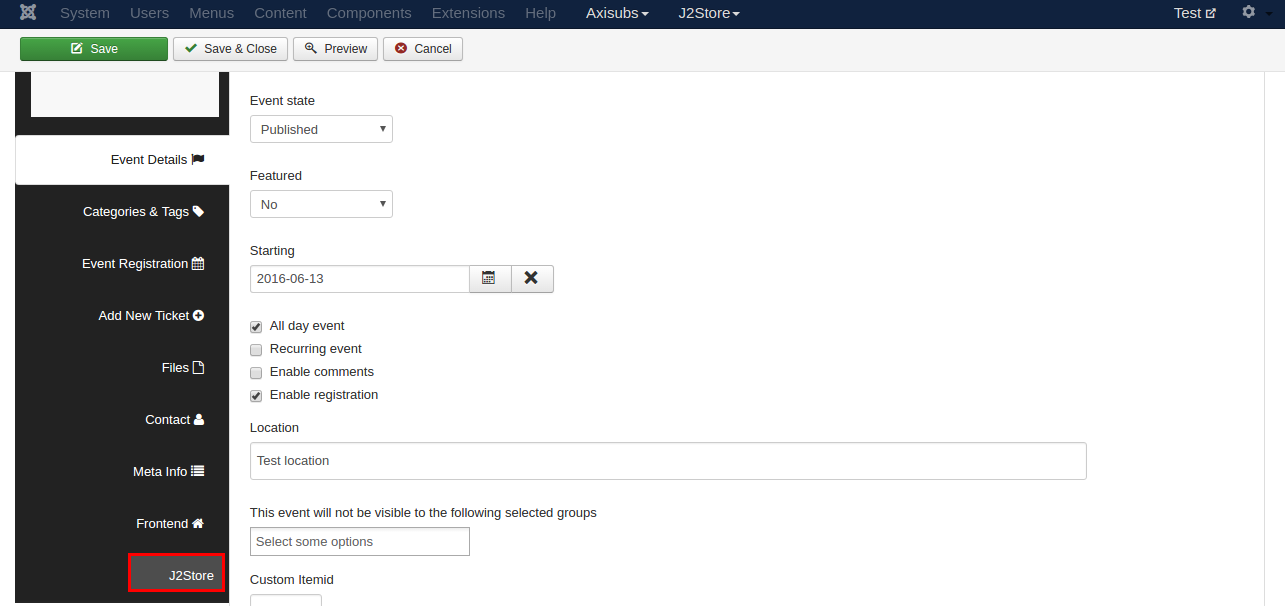 System Users Menus Content Components Extensions Help Axisubs J2Store Test
Save Save & Close Preview Cancel
Event Details
Categories & Tags
Event Registration
Add New Ticket
Files
Contact
Meta Info
Frontend
J2Store
Event state
Published
Featured
No
Starting
2016-06-13
All day event
Recurring event
Enable comments
Enable registration
Location
Test location
This event will not be visible to the following selected groups
Select some options
Custom Itemid